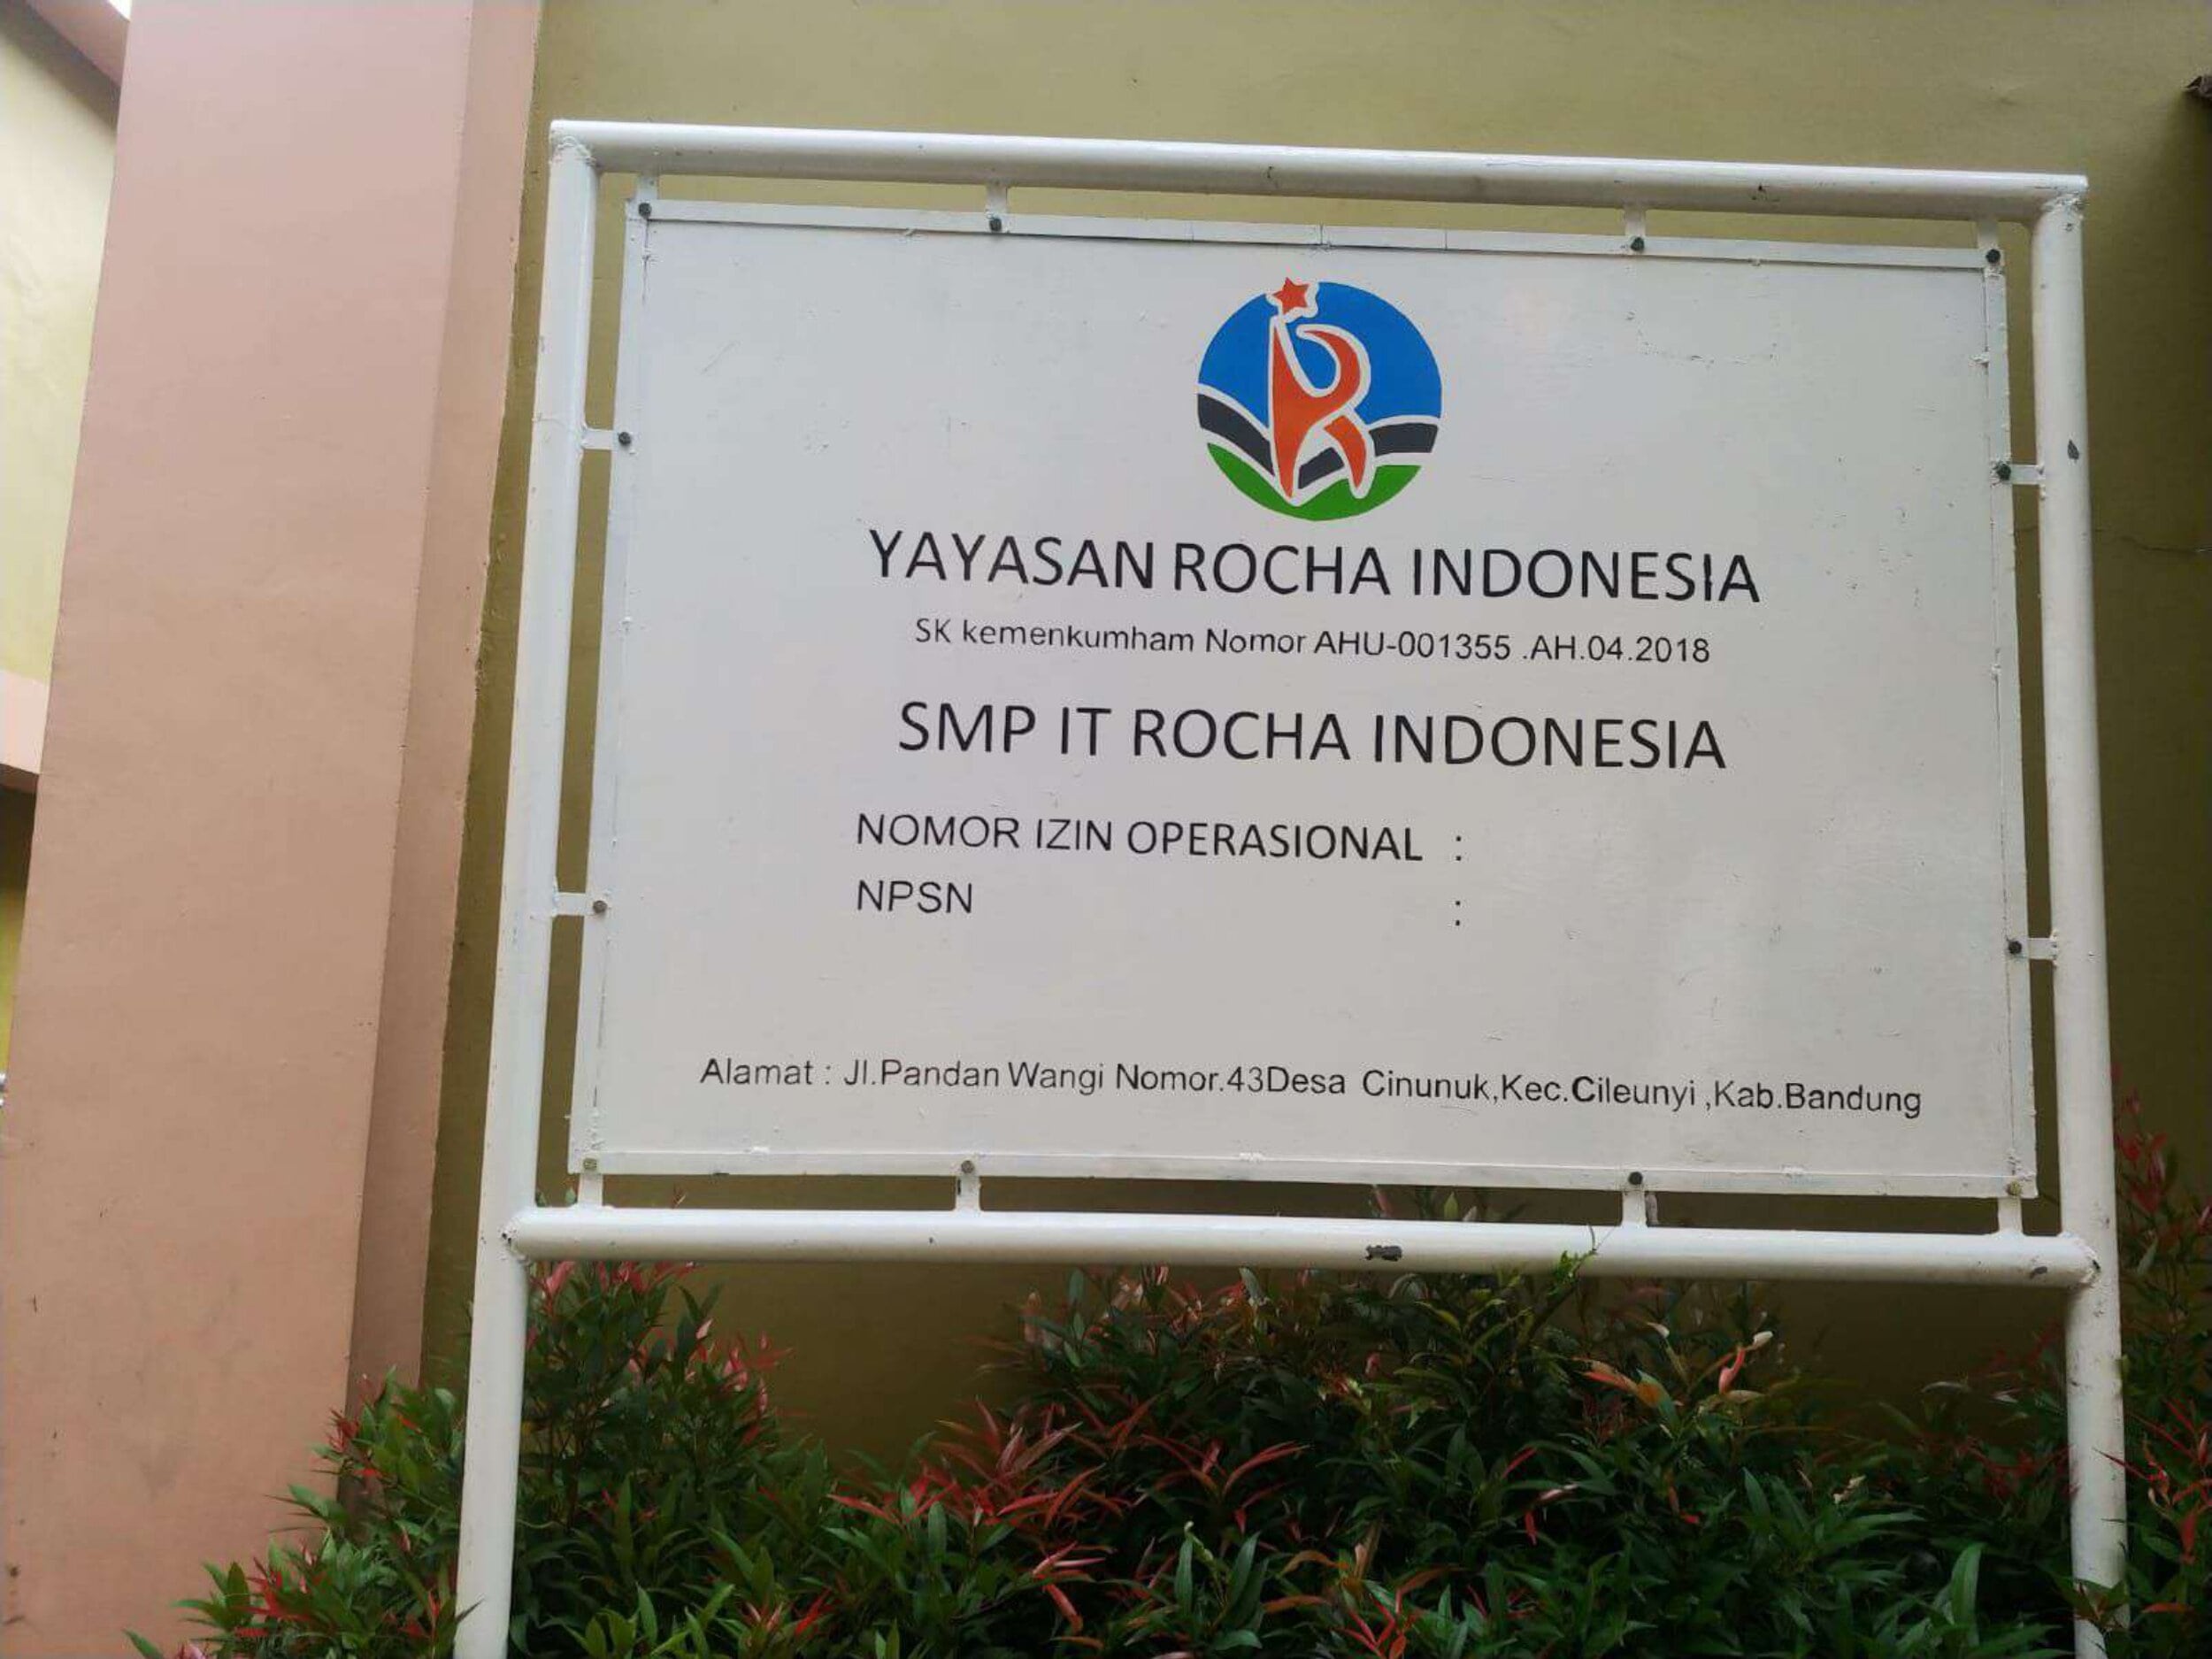 YAYASAN ROCHA INDONESIA
SK kemenkumham Nomor AHU-001355 .AH.04.2018
SMP IT ROCHA INDONESIA
NOMOR IZIN OPERASIONAL :
NPSN :
Alamat : Jl.Pandan Wangi Nomor.43Desa Cinunuk,Kec.Cileunyi ,Kab.Bandung